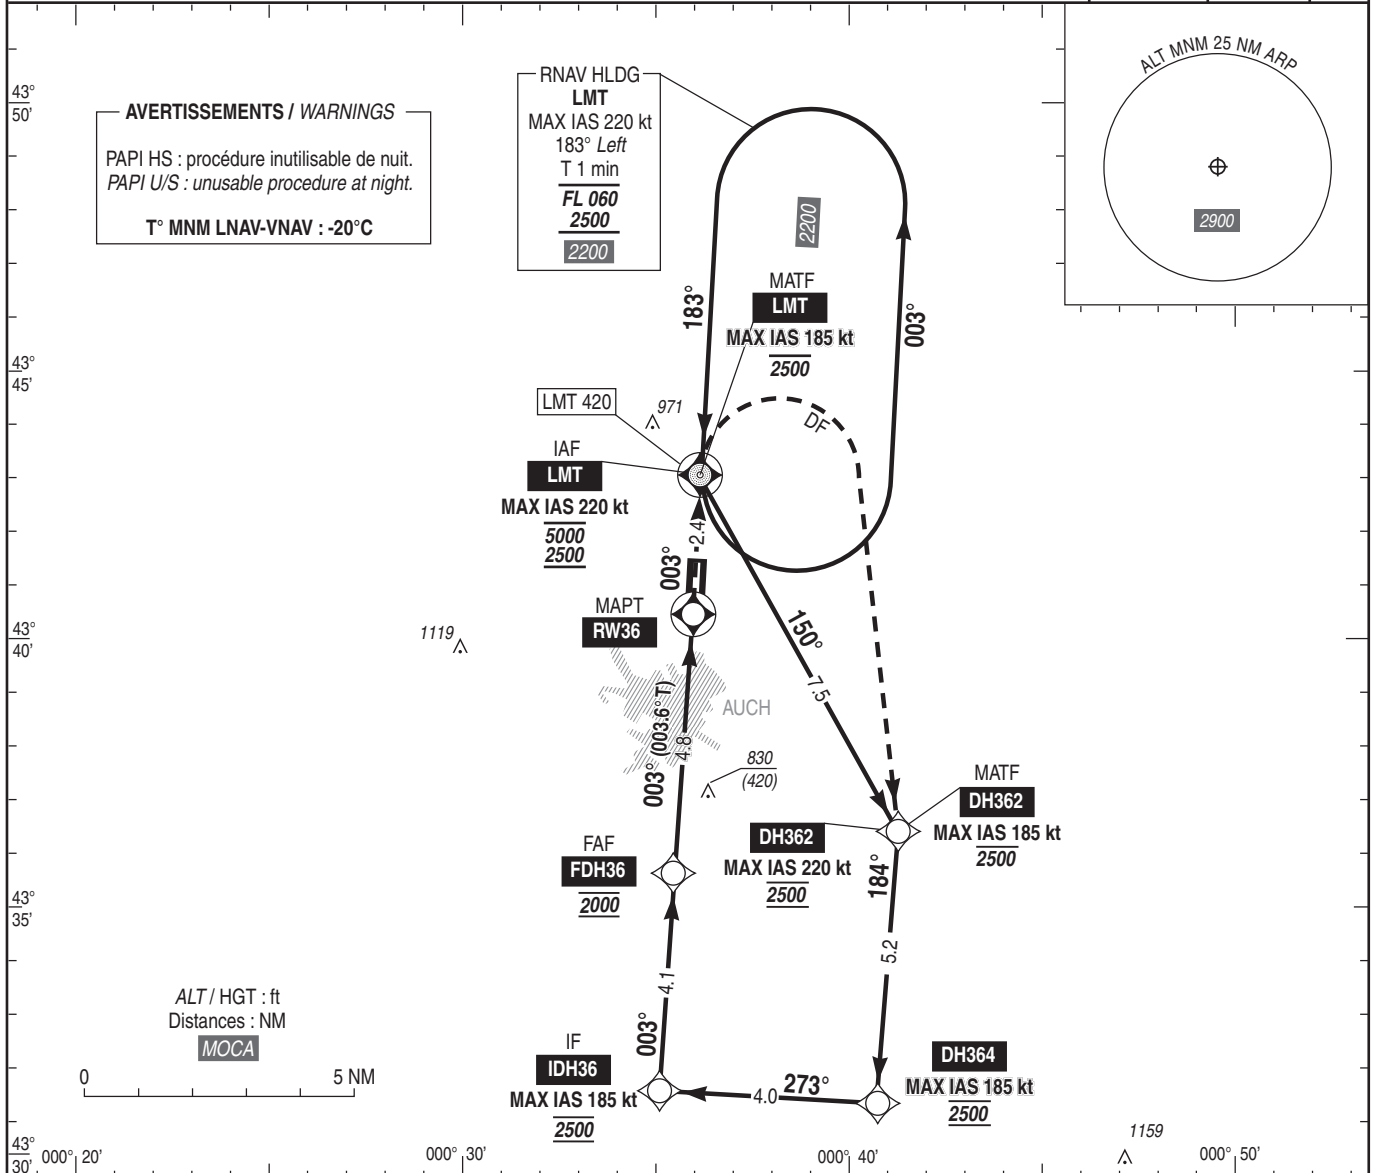 ALT MNM 25 NM ARP
2900
43°
50'
AVERTISSEMENTS / WARNINGS
PAPI HS : procédure inutilisable de nuit.
PAPI U/S : unusable procedure at night.
T° MNM LNAV-VNAV : -20°C
RNAV HLDG
LMT
MAX IAS 220 kt
183° Left
T 1 min
FL 060
2500
2200
2200
183°
003°
MATF
LMT
MAX IAS 185 kt
2500
43°
45'
LMT 420
971
DF
IAF
LMT
MAX IAS 220 kt
5000
2500
2.4
003°
MAPT
RW36
1119
43°
40'
150°
7.5
AUCH
003° (003.6° T)
4.8
830
(420)
MATF
DH362
MAX IAS 185 kt
2500
DH362
MAX IAS 220 kt
2500
184°
FAF
FDH36
2000
43°
35'
5.2
4.1
003°
ALT / HGT : ft
Distances : NM
MOCA
0
5 NM
IF
IDH36
MAX IAS 185 kt
2500
273°
4.0
DH364
MAX IAS 185 kt
2500
1159
43°
30'
000° 20'
000° 30'
000° 40'
000° 50'